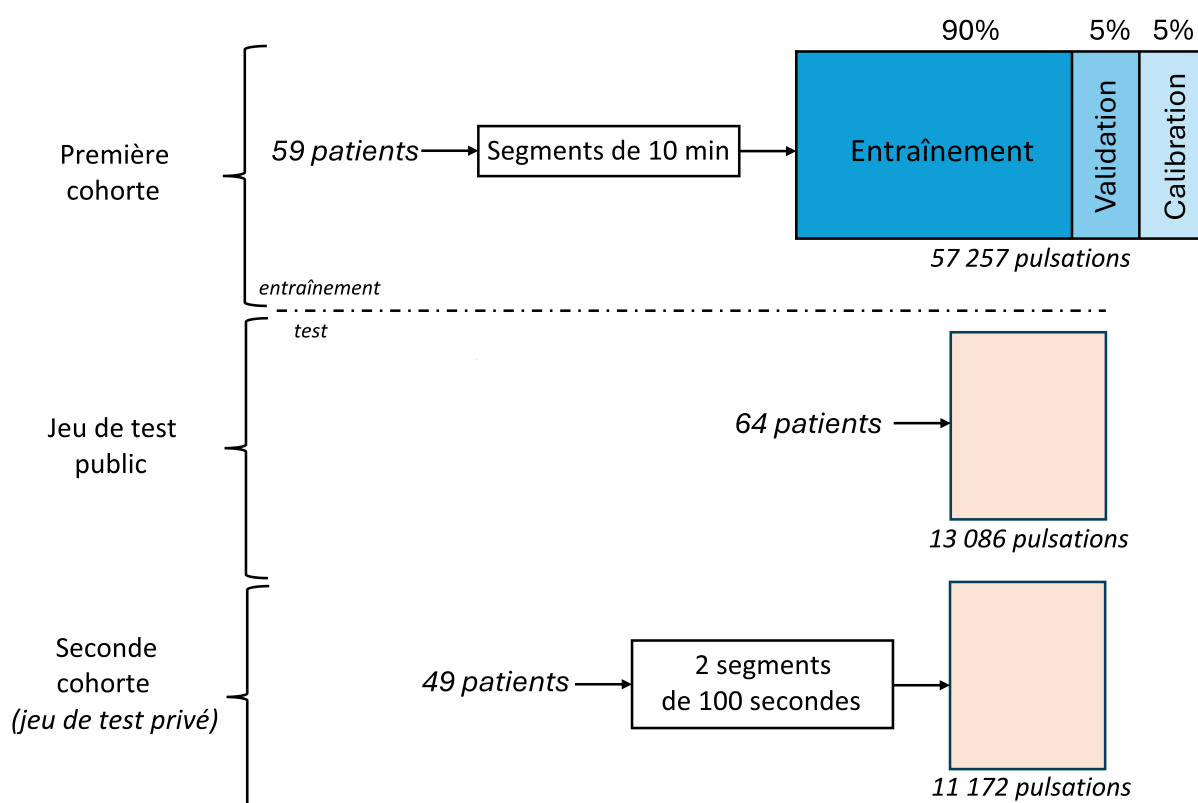 90% 5% 5%
Première
cohorte
59 patients
Segments de 10 min
Entraînement
Validation
Calibration
57 257 pulsations
entraînement
test
Jeu de test
public
64 patients
13 086 pulsations
Seconde
cohorte
(jeu de test privé)
49 patients
2 segments
de 100 secondes
11 172 pulsations